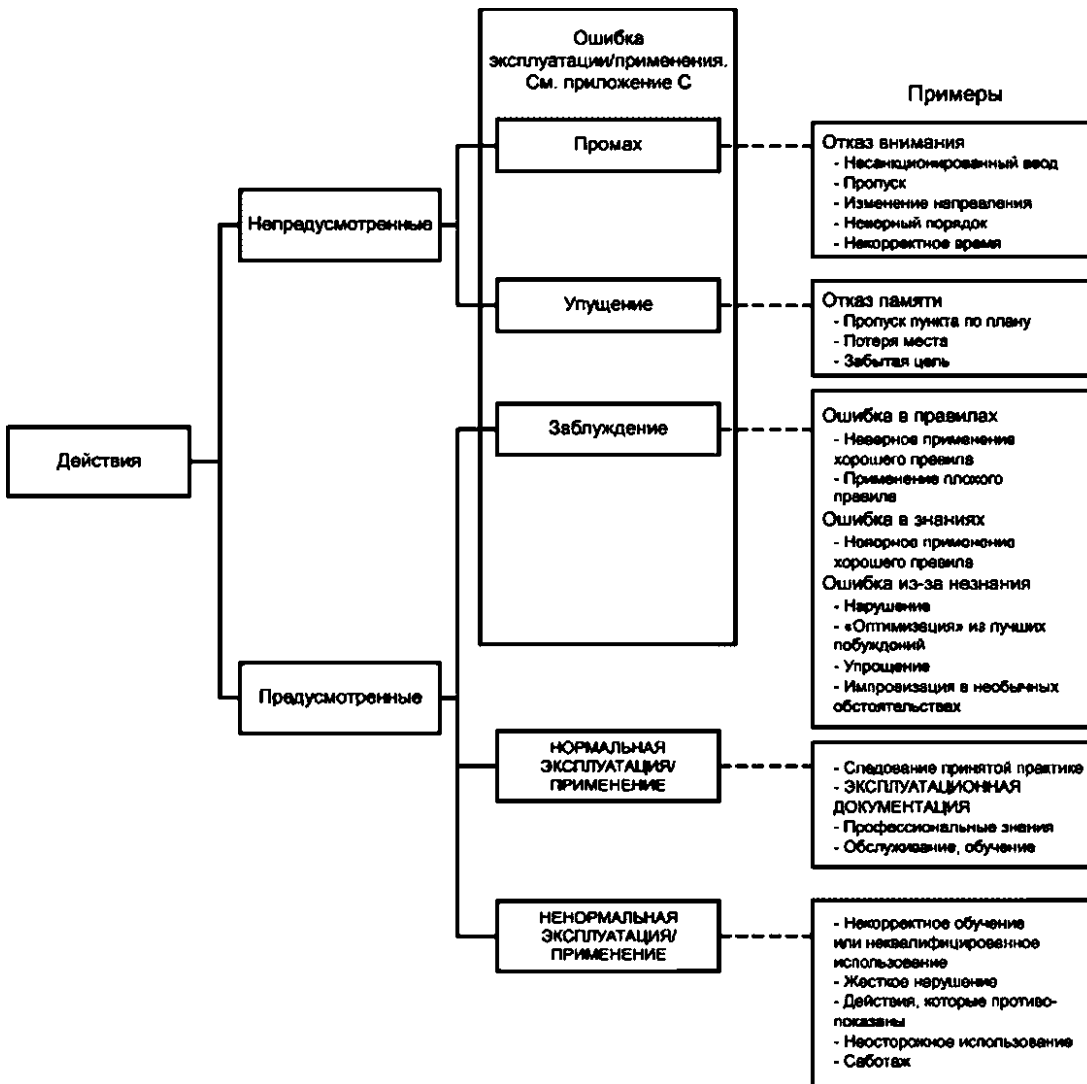 Ошибка
эксплуатации/применения.
См. приложение С
Примеры
Промах
Отказ внимания
- Несанкционированный ввод
- Пропуск
- Изменение направления
- Неверный порядок
- Некорректное время
Непредусмотренные
Упущение
Отказ памяти
- Пропуск пункта по плану
- Потеря места
- Забытая цель
Действия
Заблуждение
Ошибка в правилах
- Неверное применение
хорошего правила
- Применение плохого
правила
Ошибка в знаниях
- Неверное применение
хорошего правила
Ошибка из-за незнания
- Нарушение
- «Оптимизация» из лучших
побуждений
- Упрощение
- Импровизация в необычных
обстоятельствах
Предусмотренные
НОРМАЛЬНАЯ
ЭКСПЛУАТАЦИЯ/
ПРИМЕНЕНИЕ
- Следование принятой практике
- ЭКСПЛУАТАЦИОННАЯ
ДОКУМЕНТАЦИЯ
- Профессиональные знания
- Обслуживание, обучение
НЕНОРМАЛЬНАЯ
ЭКСПЛУАТАЦИЯ/
ПРИМЕНЕНИЕ
- Некорректное обучение
или неквалифицированное
использование
- Жесткое нарушение
- Действия, которые противо-
показаны
- Неосторожное использование
- Саботаж